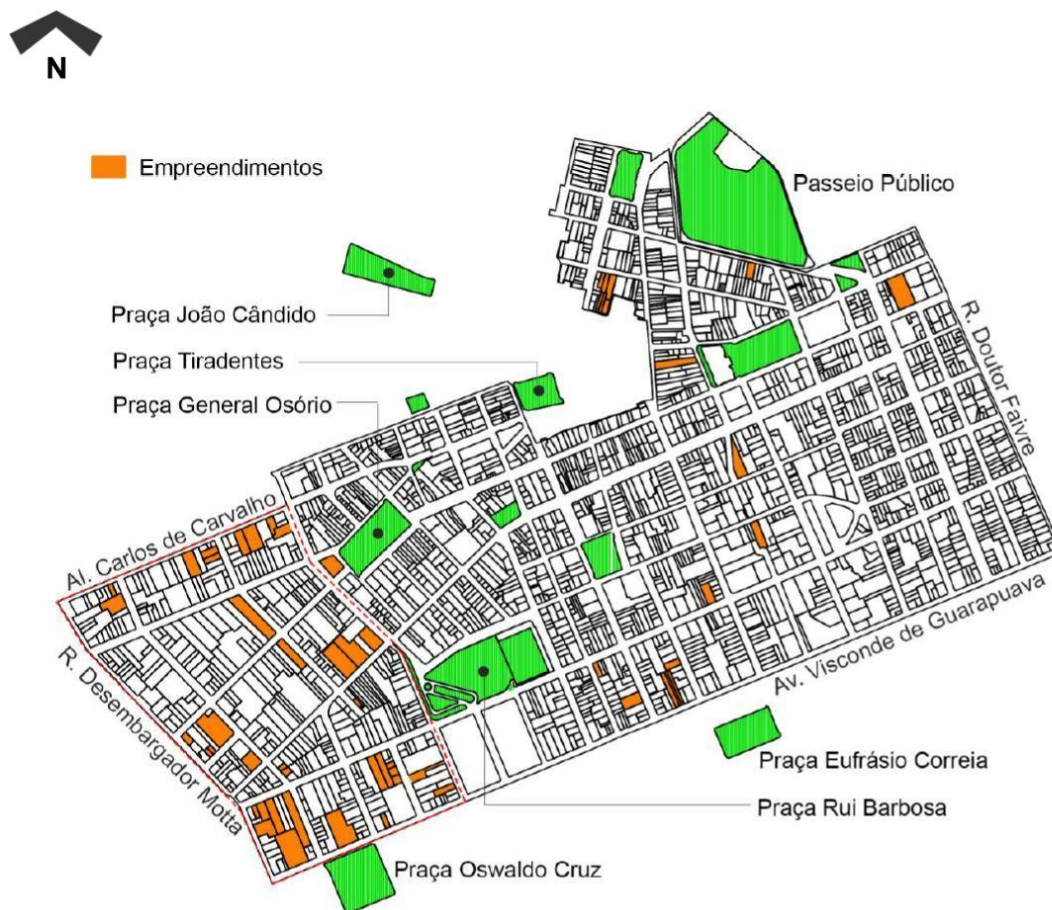 N
Empreendimentos
Passeio Público
Praça João Cândido
Praça Tiradentes
Praça General Osório
R. Doutor Faivre
Al. Carlos de Carvalho
Av. Visconde de Guarapuava
R. Desembargador Motta
Praça Eufrásio Correia
Praça Rui Barbosa
Praça Oswaldo Cruz